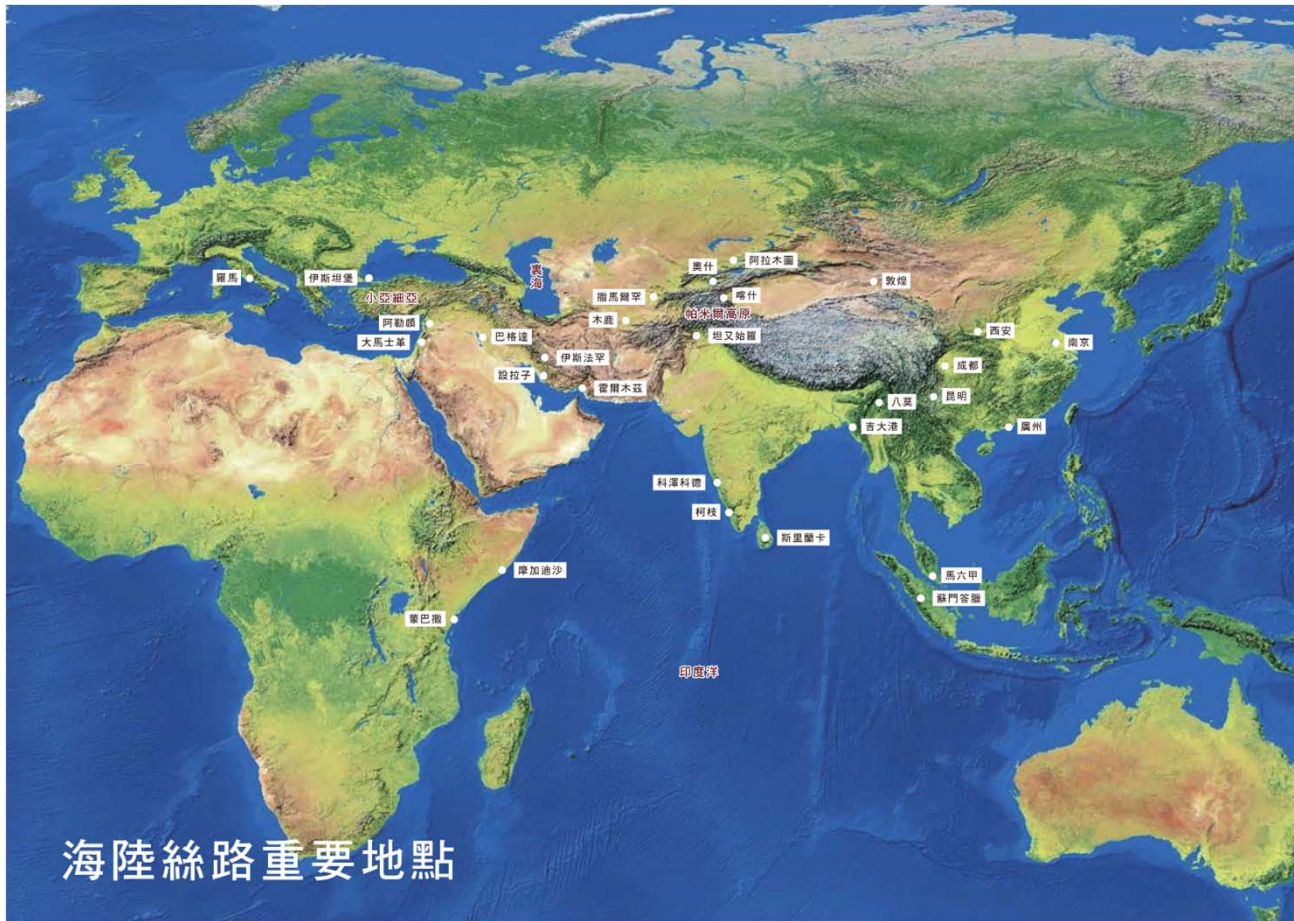 阿拉木圖
奧什
敦煌
裏海
羅馬
伊斯坦堡
小亞細亞
撒馬爾罕
喀什
帕米爾高原
木鹿
阿勒頗
巴格達
坦叉始羅
西安
大馬士革
南京
伊斯法罕
設拉子
成都
霍爾木茲
昆明
八莫
吉大港
廣州
科澤科德
柯枝
斯里蘭卡
摩加迪沙
馬六甲
蘇門答臘
蒙巴撒
印度洋
海陸絲路重要地點